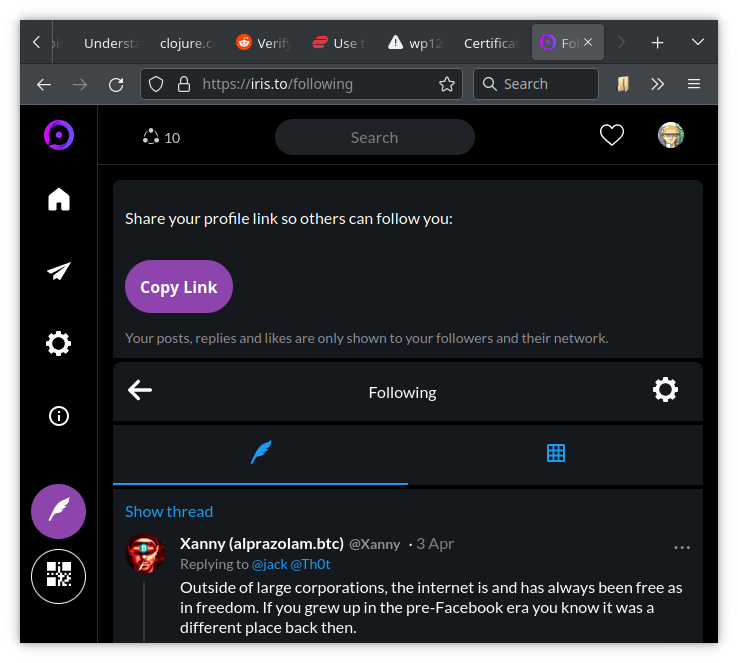 Understa
clojure.c
Verify
Use t
wp12
Certificat
Fol
https://iris.to/following
Search
10
Search
Share your profile link so others can follow you:
Copy Link
Your posts, replies and likes are only shown to your followers and their network.
Following
Show thread
Xanny (alprazolam.btc) @Xanny · 3 Apr
Replying to @jack @Th0t
Outside of large corporations, the internet is and has always been free as
in freedom. If you grew up in the pre-Facebook era you know it was a
different place back then.